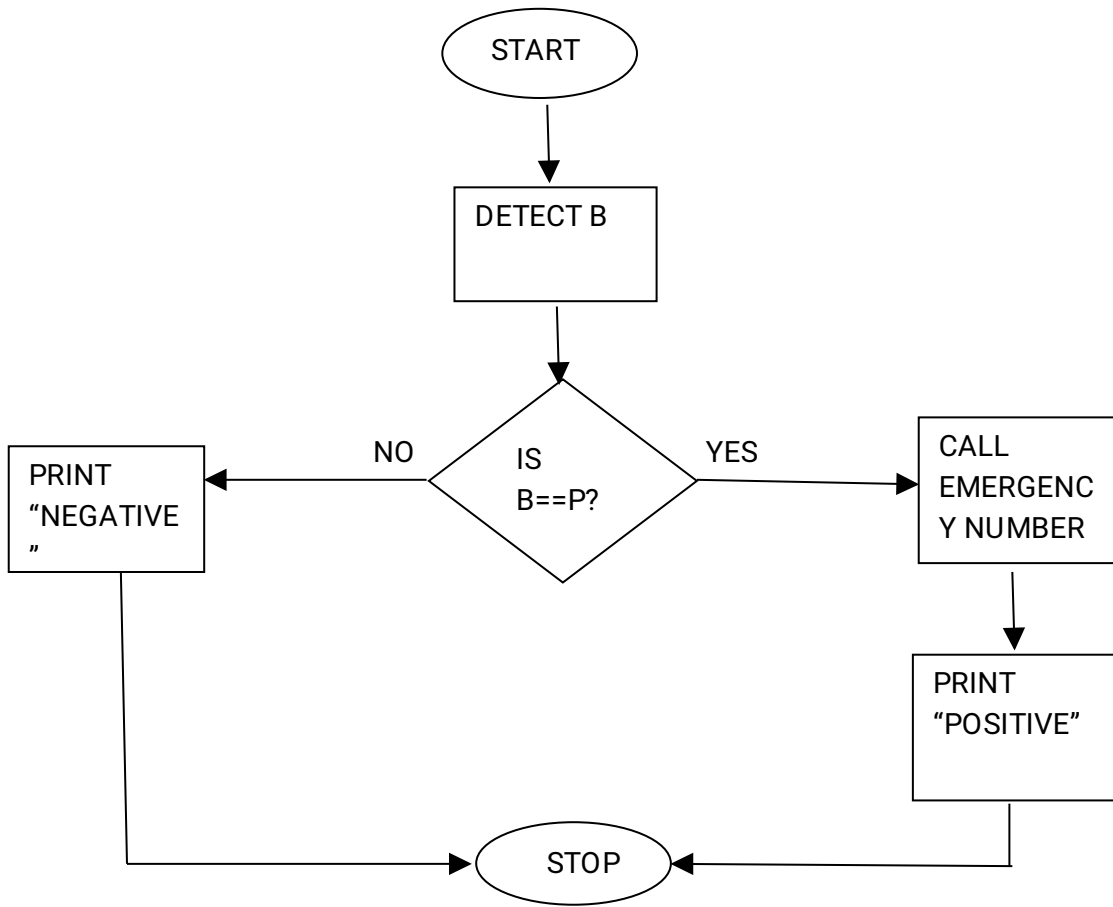 START
DETECT B
NO
IS
B==P?
YES
PRINT
“NEGATIVE
”
CALL
EMERGENC
Y NUMBER
PRINT
“POSITIVE”
STOP